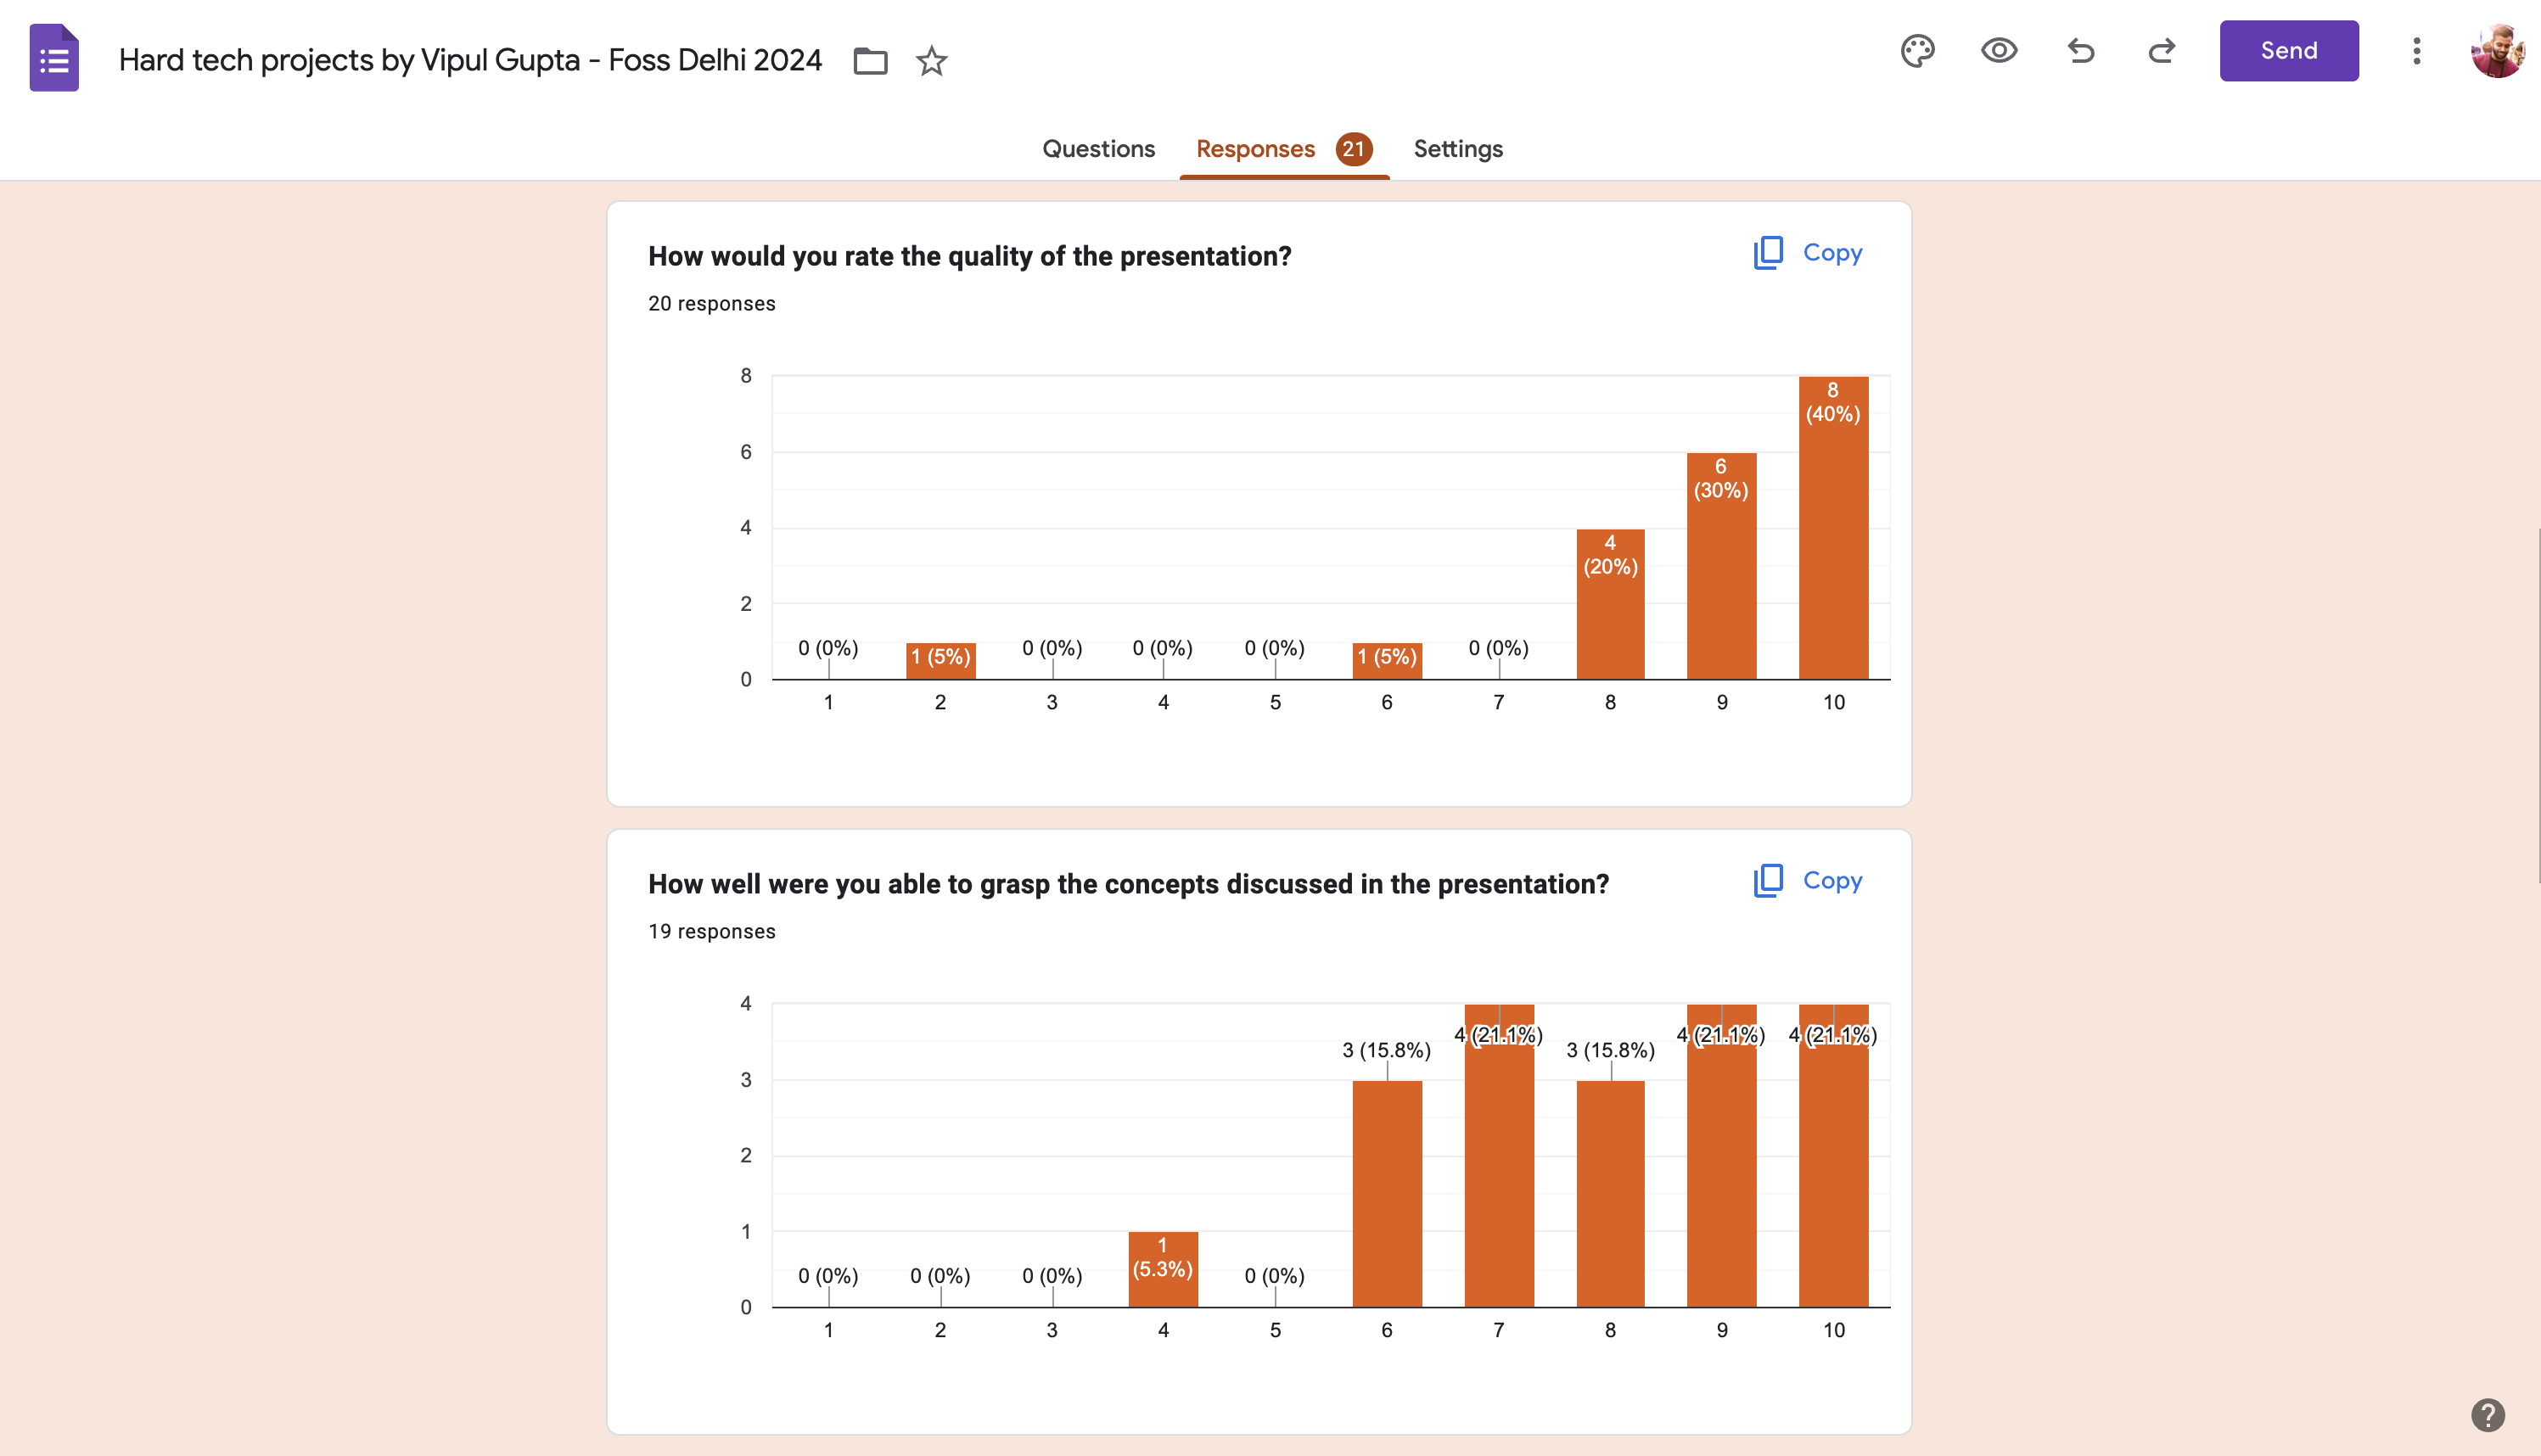 Hard tech projects by Vipul Gupta - Foss Delhi 2024
Send
Questions
Responses 21
Settings
How would you rate the quality of the presentation?
Copy
20 responses
8
6
4
2
0
0 (0%)
1 (5%)
0 (0%)
0 (0%)
0 (0%)
1 (5%)
0 (0%)
4
(20%)
6
(30%)
8
(40%)
1 2 3 4 5 6 7 8 9 10
How well were you able to grasp the concepts discussed in the presentation?
Copy
19 responses
4
3
2
1
0
0 (0%)
0 (0%)
0 (0%)
1
(5.3%)
0 (0%)
3 (15.8%)
4 (21.1%)
3 (15.8%)
4 (21.1%)
4 (21.1%)
1 2 3 4 5 6 7 8 9 10
?